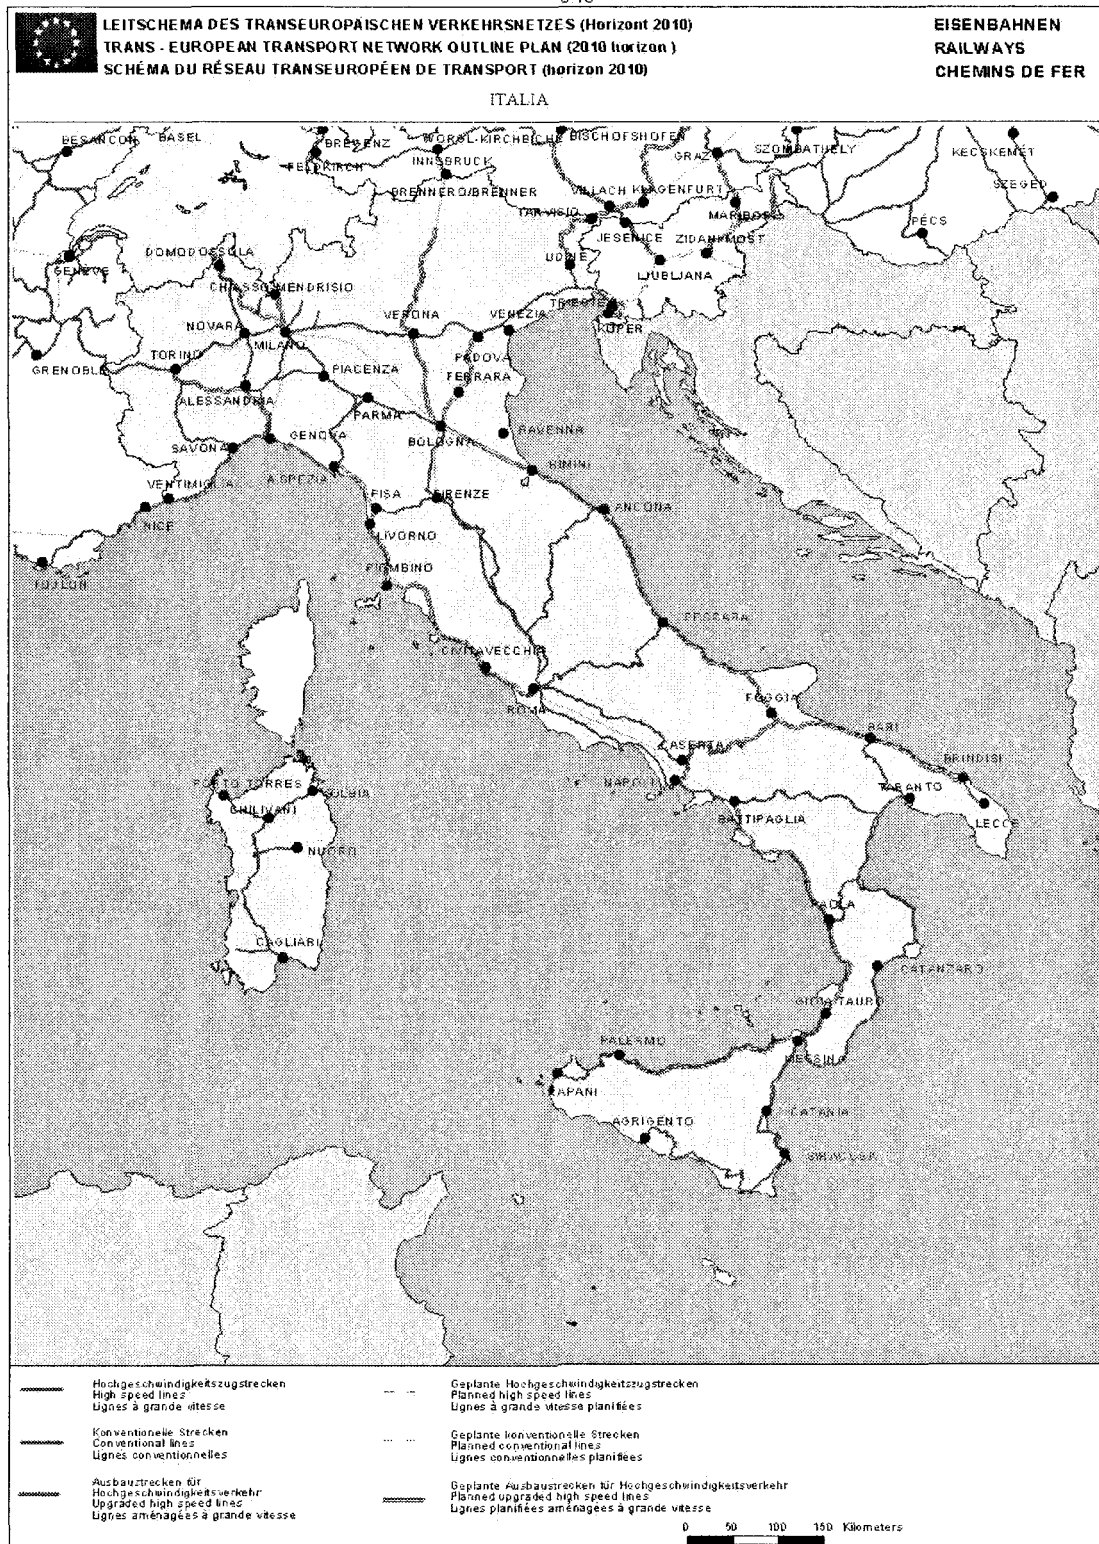 LEITSCHEMA DES TRANSEUROPÄISCHEN VERKEHRSNETZES (Horizont 2010)
TRANS - EUROPEAN TRANSPORT NETWORK OUTLINE PLAN (2010 horizon )
SCHÉMA DU RÉSEAU TRANSEUROPÉEN DE TRANSPORT (horizon 2010)
EISENBAHNEN
RAILWAYS
CHEMINS DE FER
ITALIA
BESANCON
BASEL
BREGENZ
FELDKIRCH
WORGL-KIRCHBICHL
INNSBRUCK
BRENNERO/BRENNER
BISCHOFSHOFEN
GRAZ
SZOMBATHELY
KECSKEMET
SZEGED
VILLACH
KLAGENFURT
TARVISIO
MARIBOR
PÉCS
JESENICE
ZIDANI MOST
UDINE
LJUBLJANA
GENEVE
DOMODOSSOLA
CHIASSO
MENDRISIO
TRIESTE
KOPER
NOVARA
MILANO
VERONA
VENEZIA
PADOVA
TORINO
GRENOBLE
PIACENZA
FERRARA
ALESSANDRIA
PARMA
BOLOGNA
RAVENNA
SAVONA
GENOVA
RIMINI
VENTIMIGLIA
LA SPEZIA
PISA
FIRENZE
ANCONA
NICE
LIVORNO
TOULON
PIOMBINO
PESCARA
CIVITAVECCHIA
ROMA
FOGGIA
BARI
CASERTA
BRINDISI
NAPOLI
PORTO TORRES
OLBIA
TARANTO
CHILIVANI
BATTIPAGLIA
LECCE
NUORO
PAOLA
CAGLIARI
CATANZARO
GIOIA TAURO
PALERMO
MESSINA
TRAPANI
CATANIA
AGRIGENTO
SIRACUSA
Hochgeschwindigkeitszugstrecken
High speed lines
Lignes à grande vitesse
Konventionelle Strecken
Conventional lines
Lignes conventionnelles
Ausbaustrecken für
Hochgeschwindigkeitsverkehr
Upgraded high speed lines
Lignes aménagées à grande vitesse
Geplante Hochgeschwindigkeitszugstrecken
Planned high speed lines
Lignes à grande vitesse planifiées
Geplante konventionelle Strecken
Planned conventional lines
Lignes conventionnelles planifiées
Geplante Ausbaustrecken für Hochgeschwindigkeitsverkehr
Planned upgraded high speed lines
Lignes planifiées aménagées à grande vitesse
0 50 100 150 Kilometers